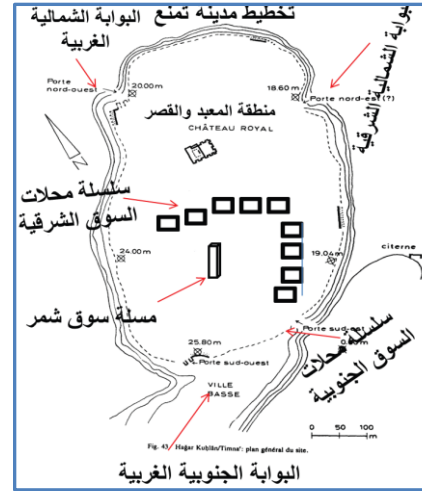 تخطيط مدينه تمنع
البوابة الشمالية
الغربية
Porte
nord-ouest
20.00m
18.60m
Porte nord-est(?)
البوابة الشمالية الشرقية
منطقة المعبد والقصر
CHÂTEAU ROYAL
سلسلة محلات
السوق الشرقية
24.00m
19.04m
citerne
مسلة سوق شمر
25.80m
Porte sud-est
Porte sud-ouest
سلسلة محلات
السوق الجنوبية
VILLE
BASSE
0 50 100
m
Fig. 43. Hağar Kuḥlān/Timna': plan général du site.
البوابة الجنوبية الغربية